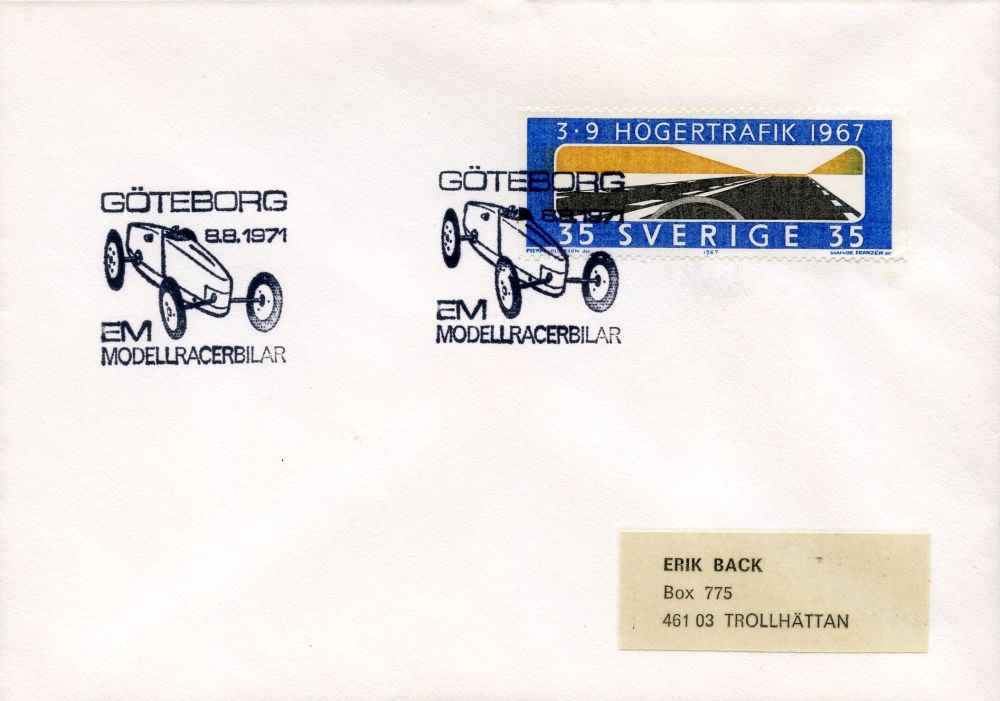 GÖTEBORG
8.8.1971
EM
MODELLRACERBILAR
GÖTEBORG
8.8.1971
EM
MODELLRACERBILAR
3·9 HÖGERTRAFIK 1967
35 SVERIGE 35
1967
ERIK BACK
Box 775
461 03 TROLLHÄTTAN